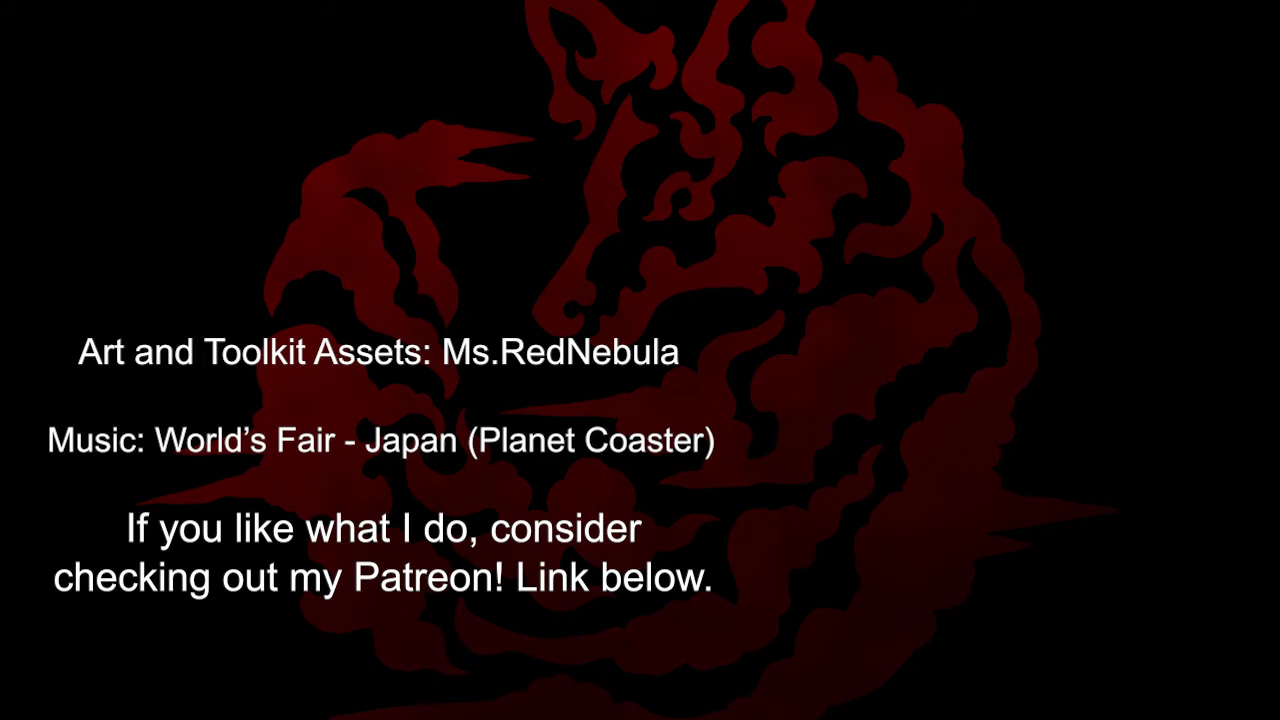 Art and Toolkit Assets: Ms.RedNebula
Music: World’s Fair - Japan (Planet Coaster)
If you like what I do, consider
checking out my Patreon! Link below.